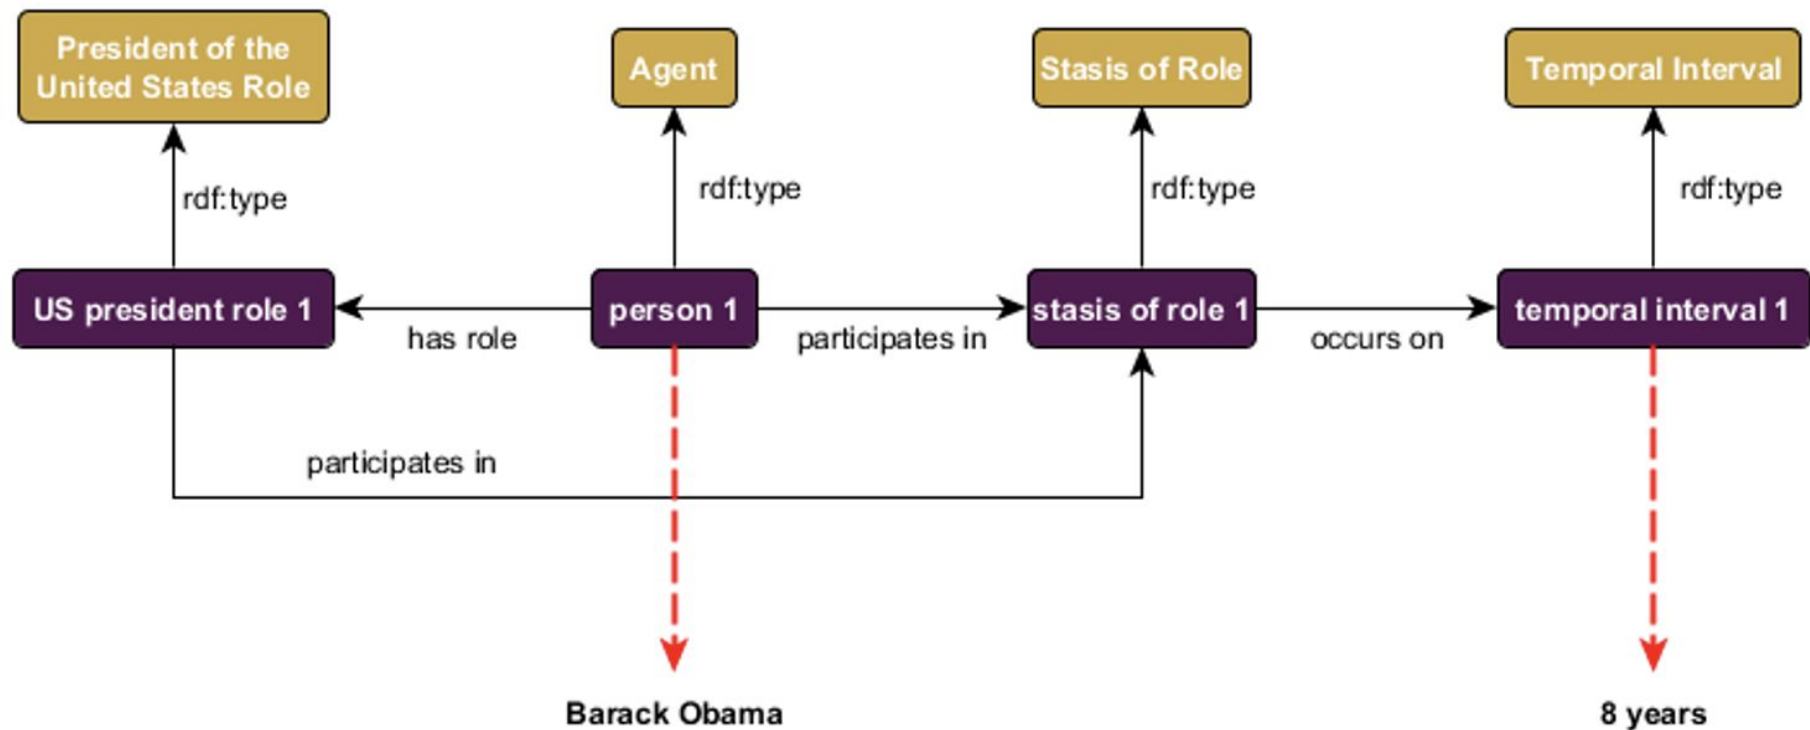 President of the
United States Role
Agent
Stasis of Role
Temporal Interval
rdf:type
rdf:type
rdf:type
rdf:type
US president role 1
person 1
stasis of role 1
temporal interval 1
has role
participates in
occurs on
participates in
Barack Obama
8 years